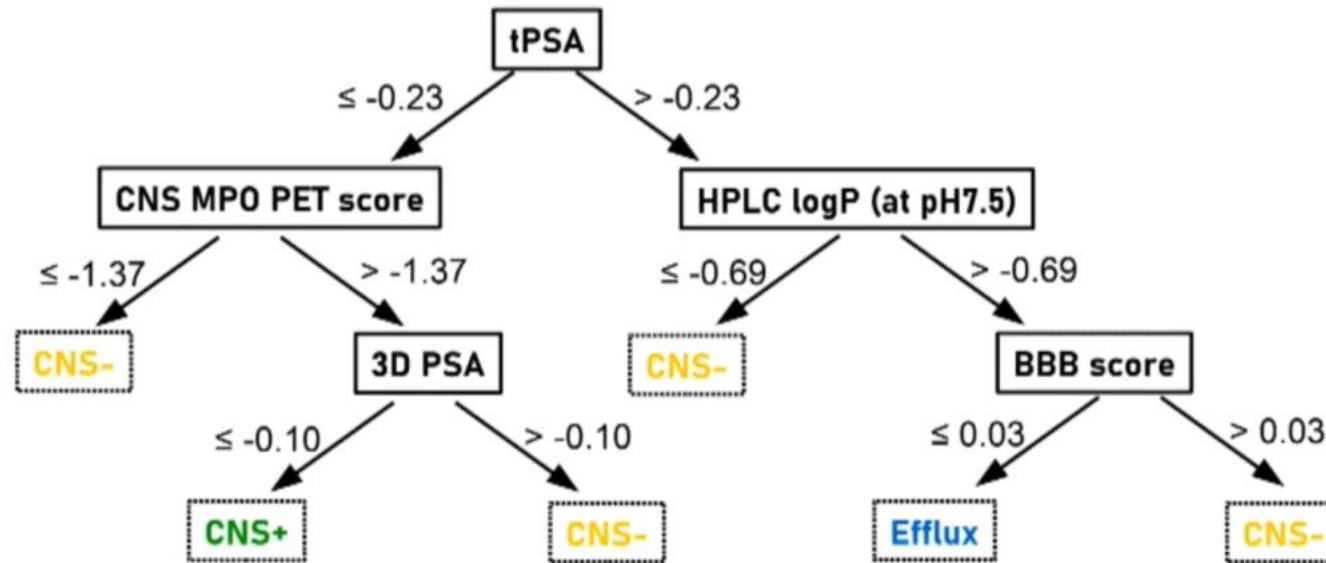 tPSA
≤ -0.23
> -0.23
CNS MPO PET score
HPLC logP (at pH7.5)
≤ -1.37
> -1.37
≤ -0.69
> -0.69
CNS-
3D PSA
CNS-
BBB score
≤ -0.10
> -0.10
≤ 0.03
> 0.03
CNS+
CNS-
Efflux
CNS-